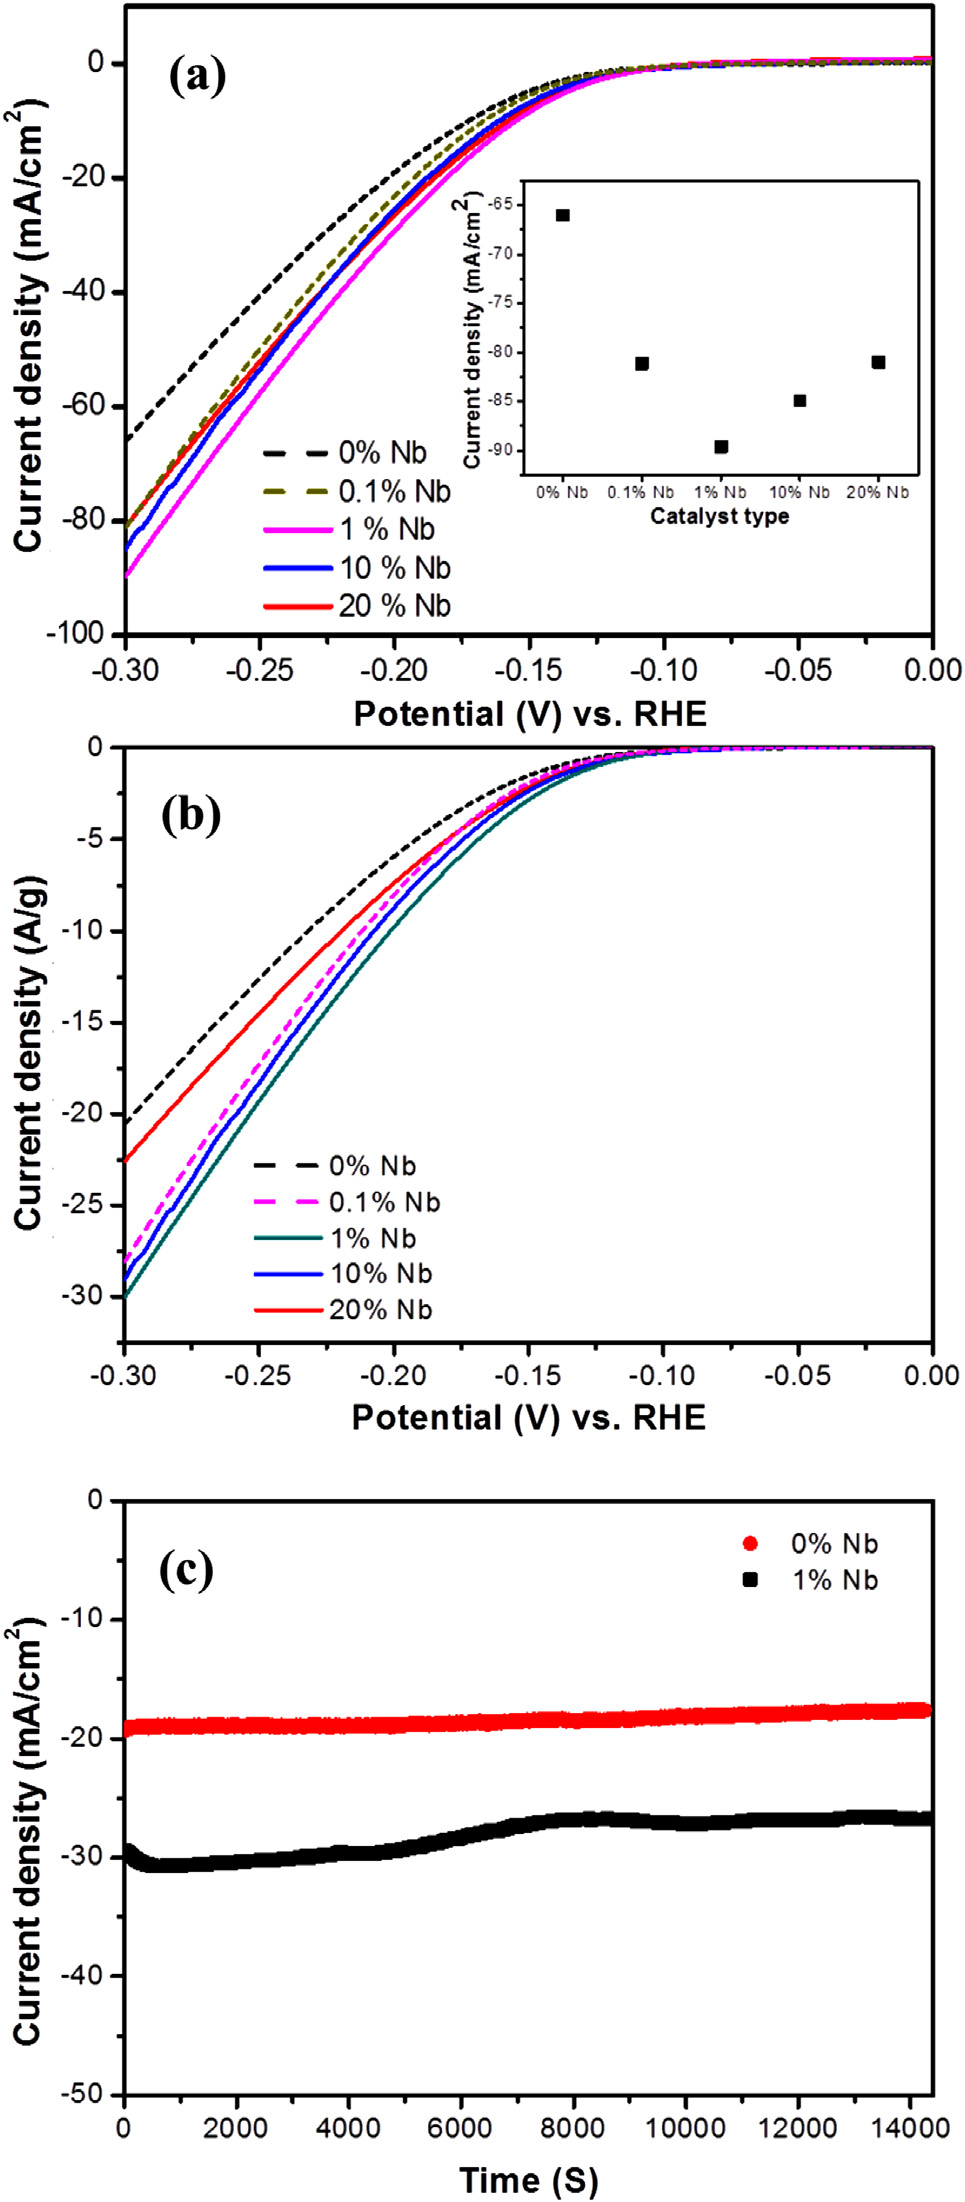 (a)
Current density (mA/cm2)
0
-20
-40
-60
-80
-100
-0.30 -0.25 -0.20 -0.15 -0.10 -0.05 0.00
Potential (V) vs. RHE
0% Nb
0.1% Nb
1 % Nb
10 % Nb
20 % Nb
Current density (mA/cm2)
-65
-70
-75
-80
-85
-90
0% Nb 0.1% Nb 1% Nb 10% Nb 20% Nb
Catalyst type
(b)
Current density (A/g)
0
-5
-10
-15
-20
-25
-30
-0.30 -0.25 -0.20 -0.15 -0.10 -0.05 0.00
Potential (V) vs. RHE
0% Nb
0.1% Nb
1% Nb
10% Nb
20% Nb
(c)
Current density (mA/cm2)
0
-10
-20
-30
-40
-50
0 2000 4000 6000 8000 10000 12000 14000
Time (S)
0% Nb
1% Nb